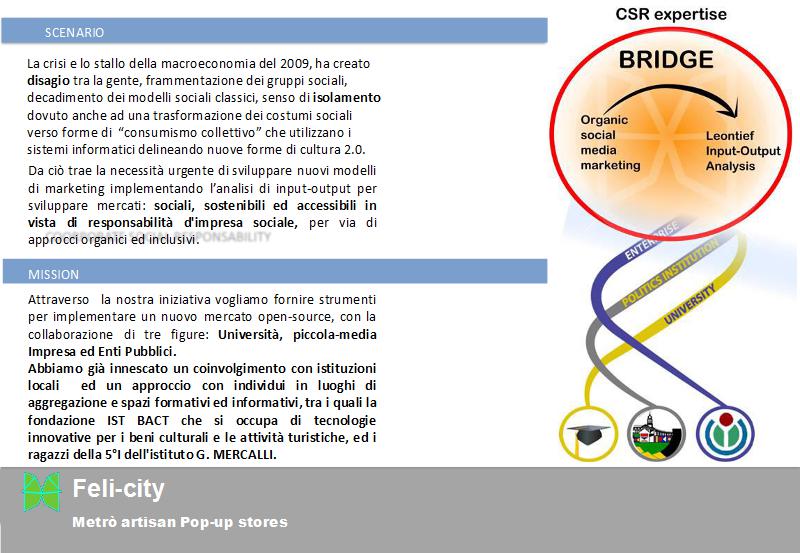 SCENARIO
La crisi e lo stallo della macroeconomia del 2009, ha creato
disagio tra la gente, frammentazione dei gruppi sociali,
decadimento dei modelli sociali classici, senso di isolamento
dovuto anche ad una trasformazione dei costumi sociali
verso forme di "consumismo collettivo" che utilizzano i
sistemi informatici delineando nuove forme di cultura 2.0.
Da ciò trae la necessità urgente di sviluppare nuovi modelli
di marketing implementando l'analisi di input-output per
sviluppare mercati: sociali, sostenibili ed accessibili in
vista di responsabilità d'impresa sociale, per via di
approcci organici ed inclusivi.
CORPORATE SOCIAL RESPONSABILITY
MISSION
Attraverso la nostra iniziativa vogliamo fornire strumenti
per implementare un nuovo mercato open-source, con la
collaborazione di tre figure: Università, piccola-media
Impresa ed Enti Pubblici.
Abbiamo già innescato un coinvolgimento con istituzioni
locali ed un approccio con individui in luoghi di
aggregazione e spazi formativi ed informativi, tra i quali la
fondazione IST BACT che si occupa di tecnologie
innovative per i beni culturali e le attività turistiche, ed i
ragazzi della 5°I dell'istituto G. MERCALLI.
CSR expertise
BRIDGE
Organic
social
media
marketing
Leontief
Input-Output
Analysis
ENTERPRISE
POLITICS INSTITUTION
UNIVERSITY
Feli-city
Metrò artisan Pop-up stores